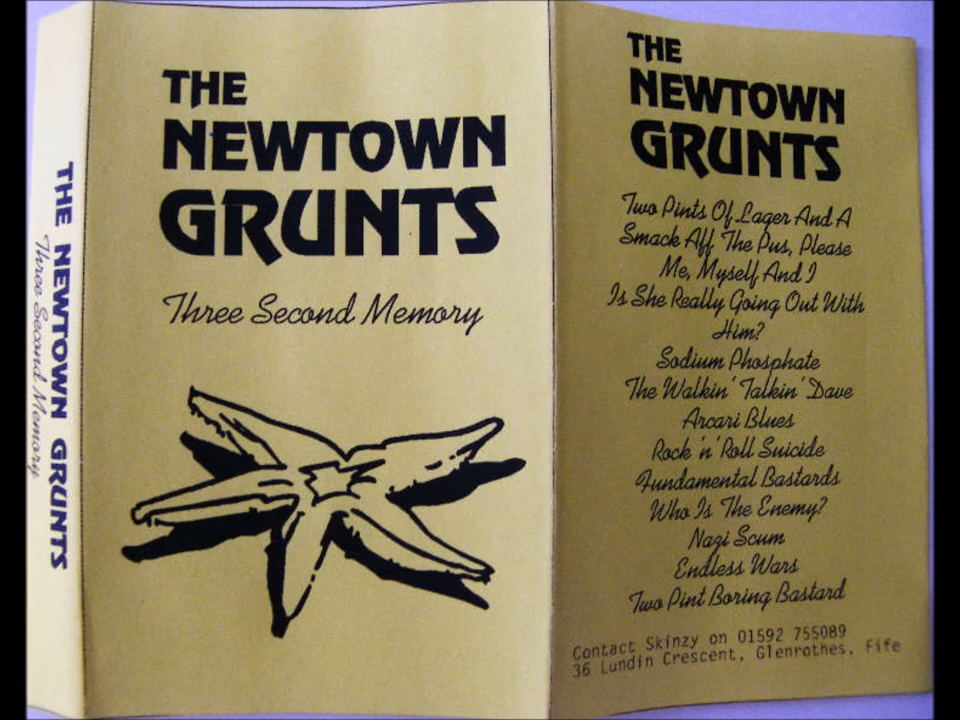 THE NEWTOWN GRUNTS
Three Second Memory
THE
NEWTOWN
GRUNTS
Three Second Memory
THE
NEWTOWN
GRUNTS
Two Pints Of Lager And A
Smack Aff The Pus, Please
Me, Myself And I
Is She Really Going Out With
Him?
Sodium Phosphate
The Walkin' Talkin' Dave
Arcari Blues
Rock 'n' Roll Suicide
Fundamental Bastards
Who Is The Enemy?
Nazi Scum
Endless Wars
Two Pint Boring Bastard
Contact Skinzy on 01592 755089
36 Lundin Crescent, Glenrothes, Fife